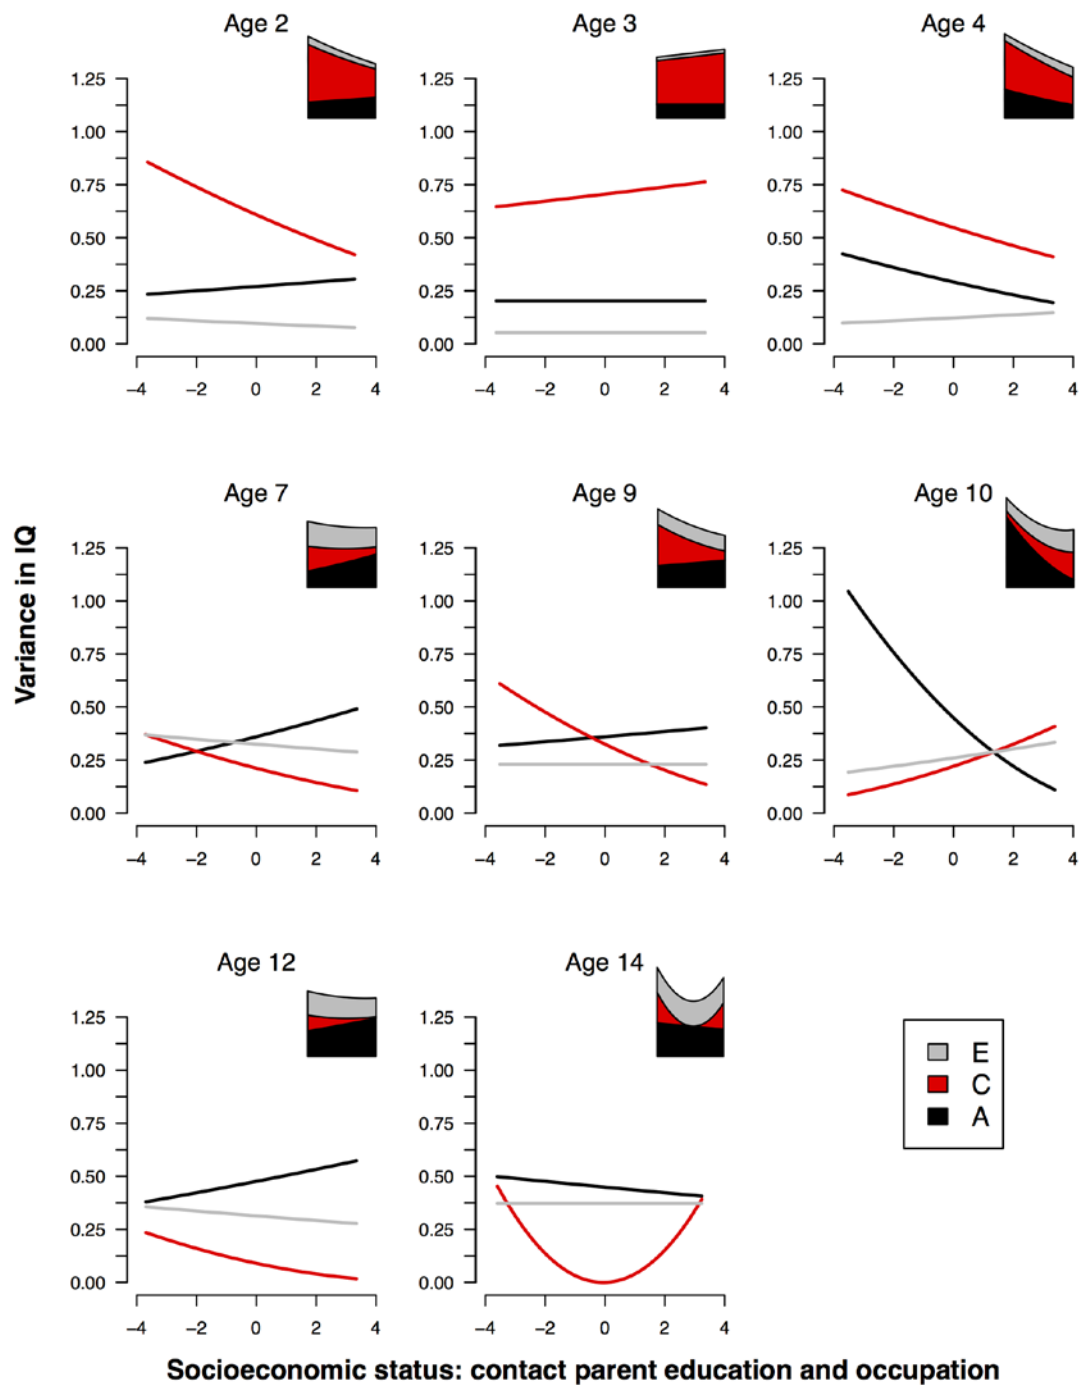 Age 2
Age 3
Age 4
1.25
1.00
0.75
0.50
0.25
0.00
−4 −2 0 2 4
1.25
1.00
0.75
0.50
0.25
0.00
−4 −2 0 2 4
1.25
1.00
0.75
0.50
0.25
0.00
−4 −2 0 2 4
Variance in IQ
Age 7
Age 9
Age 10
1.25
1.00
0.75
0.50
0.25
0.00
−4 −2 0 2 4
1.25
1.00
0.75
0.50
0.25
0.00
−4 −2 0 2 4
1.25
1.00
0.75
0.50
0.25
0.00
−4 −2 0 2 4
Age 12
Age 14
1.25
1.00
0.75
0.50
0.25
0.00
−4 −2 0 2 4
1.25
1.00
0.75
0.50
0.25
0.00
−4 −2 0 2 4
E
C
A
Socioeconomic status: contact parent education and occupation